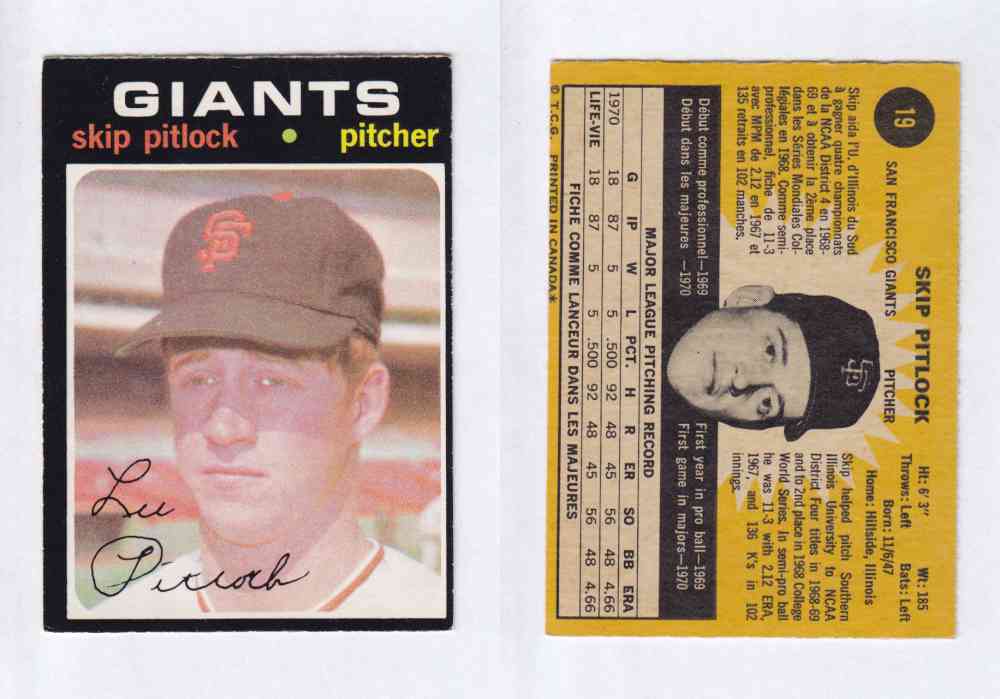 GIANTS
skip pitlock • pitcher
SF
Lee
Pitlock
19
SKIP PITLOCK
SAN FRANCISCO GIANTS PITCHER
Ht: 6'3" Wt: 185
Throws: Left Bats: Left
Born: 11/6/47
Home: Hillside, Illinois
Skip aida l'U. d'Illinois du Sud
à gagner quatre championnats
de la NCAA District 4 en 1968-
69 et à obtenir la 2ème place
dans les Séries Mondiales Col-
légiales en 1968. Comme semi-
professionnel, fiche de 11-3
avec MPM de 2.12 en 1967 et
135 retraits en 102 manches.
SF
Skip helped pitch Southern
Illinois University to NCAA
District Four titles in 1968-69
and to 2nd place in 1968 College
World Series. In semi-pro ball
he was 11-3 with 2.12 ERA,
1967, and 136 K's in 102
innings.
Début comme professionnel—1969
Début dans les majeures —1970
First year in pro ball—1969
First game in majors—1970
MAJOR LEAGUE PITCHING RECORD
G IP W L PCT. H R ER SO BB ERA
1970 18 87 5 5 .500 92 48 45 56 48 4.66
LIFE-VIE 18 87 5 5 .500 92 48 45 56 48 4.66
FICHE COMME LANCEUR DANS LES MAJEURES
© T.C.G. PRINTED IN CANADA*